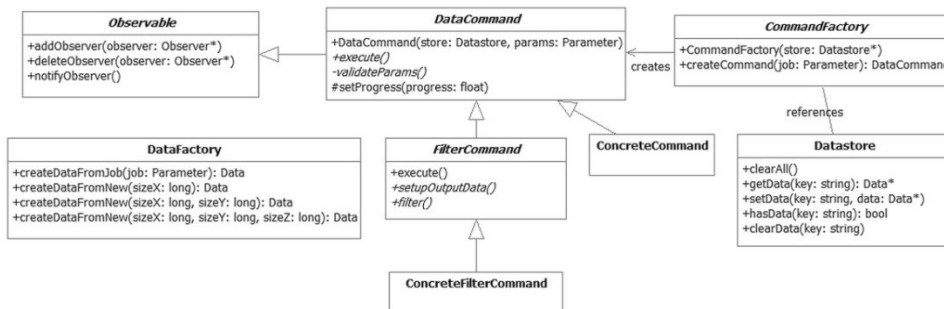 Observable
+addObserver(observer: Observer*)
+deleteObserver(observer: Observer*)
+notifyObserver()
DataCommand
+DataCommand(store: Datastore, params: Parameter)
+execute()
-validateParams()
#setProgress(progress: float)
CommandFactory
+CommandFactory(store: Datastore*)
+createCommand(job: Parameter): DataCommand
creates
references
DataFactory
+createDataFromJob(job: Parameter): Data
+createDataFromNew(sizeX: long): Data
+createDataFromNew(sizeX: long, sizeY: long): Data
+createDataFromNew(sizeX: long, sizeY: long, sizeZ: long): Data
FilterCommand
+execute()
+setupOutputData()
+filter()
ConcreteCommand
Datastore
+clearAll()
+getData(key: string): Data*
+setData(key: string, data: Data*)
+hasData(key: string): bool
+clearData(key: string)
ConcreteFilterCommand